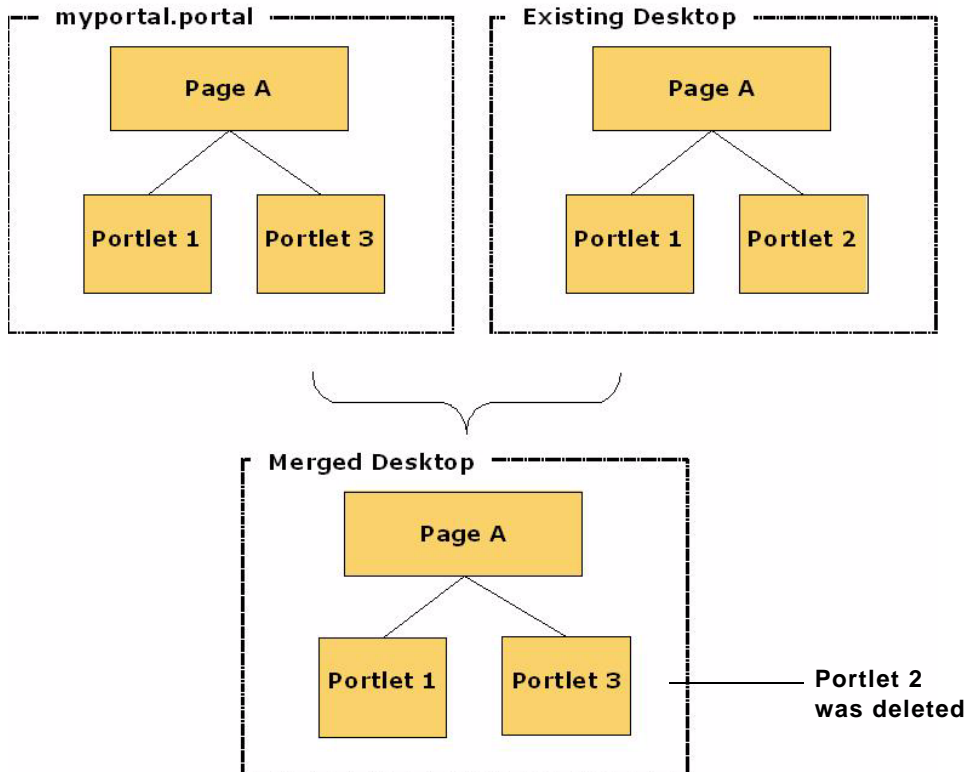 myportal.portal
Existing Desktop
Page A
Page A
Portlet 1
Portlet 3
Portlet 1
Portlet 2
Merged Desktop
Page A
Portlet 1
Portlet 3
Portlet 2
was deleted